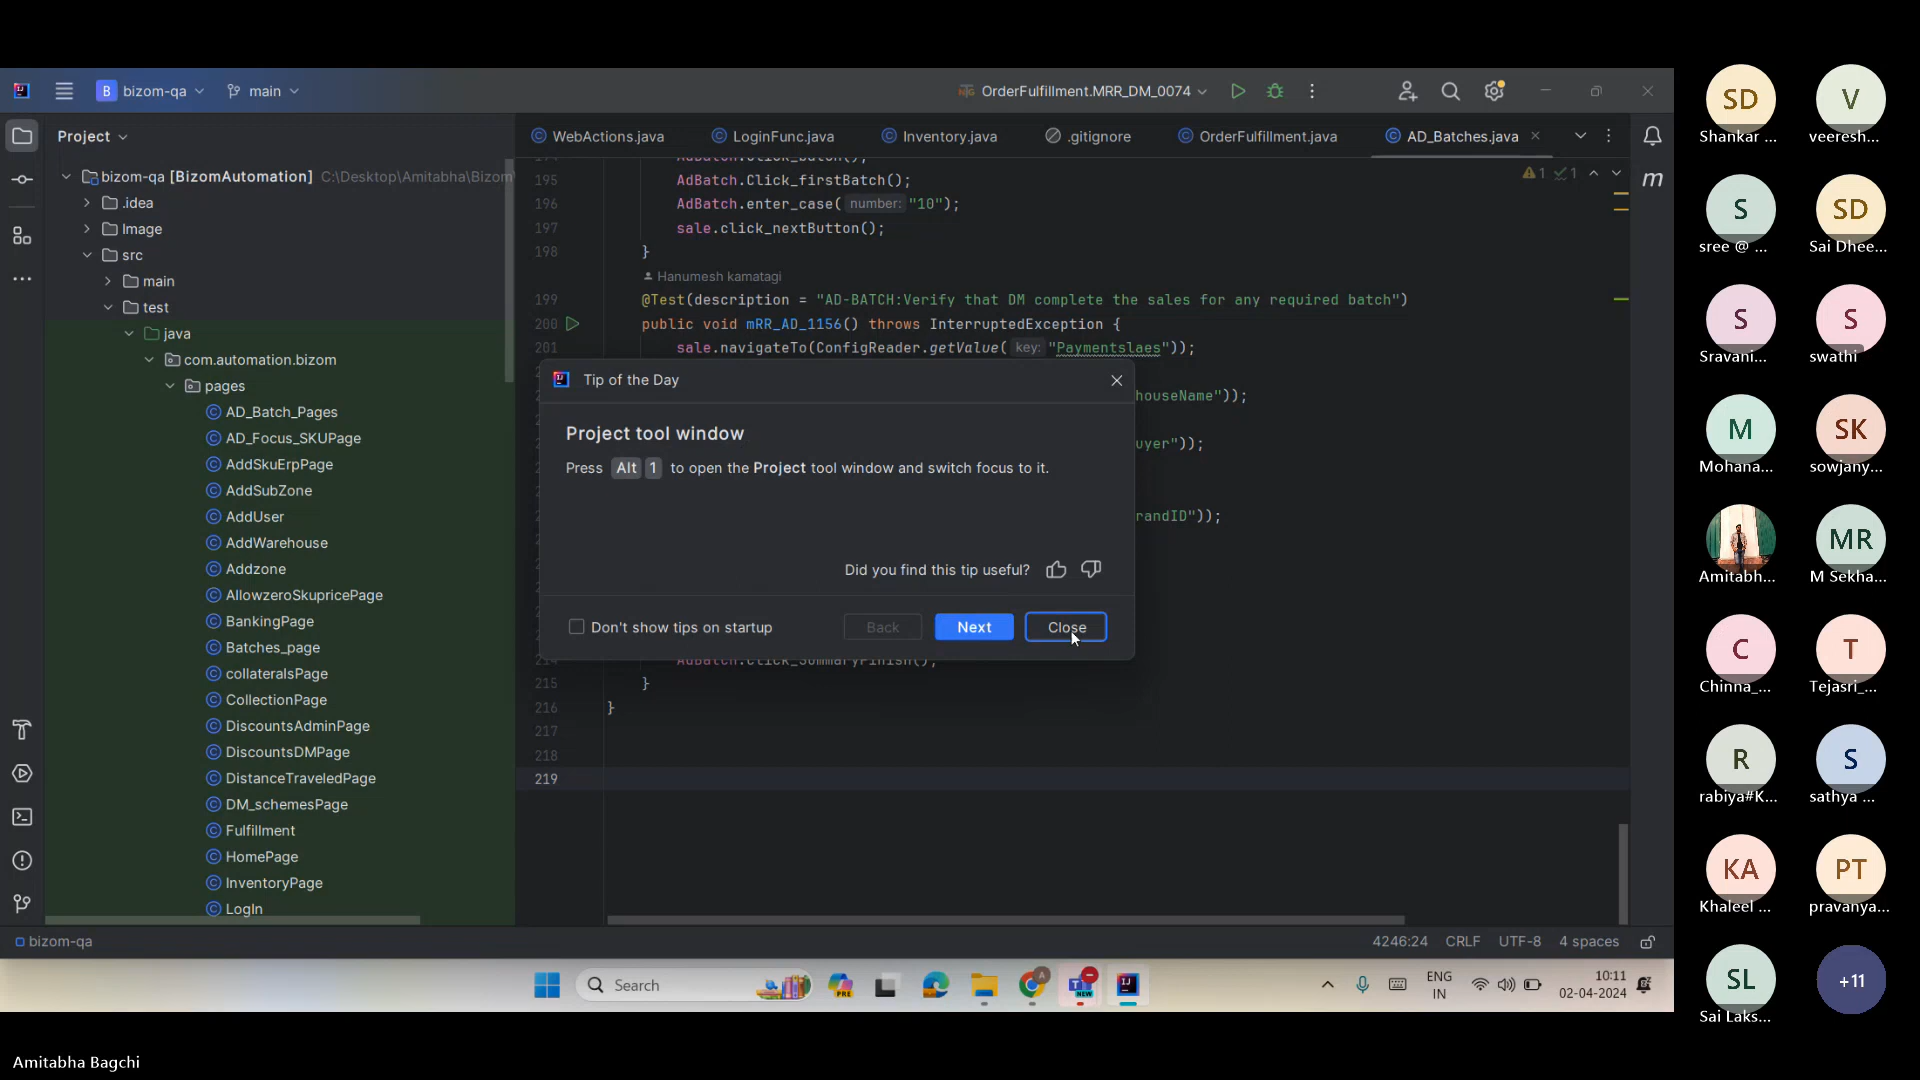 bizom-qa
main
OrderFulfillment.MRR_DM_0074
Project
WebActions.java
LoginFunc.java
Inventory.java
.gitignore
OrderFulfillment.java
AD_Batches.java
bizom-qa [BizomAutomation] C:\Desktop\Amitabha\Bizom
.idea
Image
src
main
test
java
com.automation.bizom
pages
AD_Batch_Pages
AD_Focus_SKUPage
AddSkuErpPage
AddSubZone
AddUser
AddWarehouse
Addzone
AllowzeroSkupricePage
BankingPage
Batches_page
collateralsPage
CollectionPage
DiscountsAdminPage
DiscountsDMPage
DistanceTraveledPage
DM_schemesPage
Fulfillment
HomePage
InventoryPage
LogIn
195 AdBatch.Click_firstBatch();
196 AdBatch.enter_case( number: "10");
197 sale.click_nextButton();
198 }
Hanumesh kamatagi
199 @Test(description = "AD-BATCH:Verify that DM complete the sales for any required batch")
200 public void mRR_AD_1156() throws InterruptedException {
201 sale.navigateTo(ConfigReader.getValue( key: "Paymentslaes"));
houseName"));
uyer"));
randID"));
215 }
216 }
217
218
219
1 1
Tip of the Day
Project tool window
Press Alt 1 to open the Project tool window and switch focus to it.
Did you find this tip useful?
Don't show tips on startup
Back
Next
Close
m
bizom-qa
4246:24 CRLF UTF-8 4 spaces
Search
PRE
NEW
A
ENG
IN
10:11
02-04-2024
SD
Shankar ...
V
veeresh...
S
sree @ ...
SD
Sai Dhee...
S
Sravani...
S
swathi
M
Mohana...
SK
sowjany...
Amitabh...
MR
M Sekha...
C
Chinna_...
T
Tejasri_...
R
rabiya#K...
S
sathya ...
KA
Khaleel ...
PT
pravanya...
SL
Sai Laks...
+11
Amitabha Bagchi